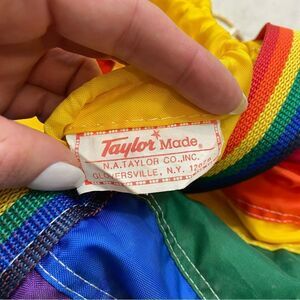 Taylor Made®
N.A. TAYLOR CO., INC.
GLOVERSVILLE, N.Y.